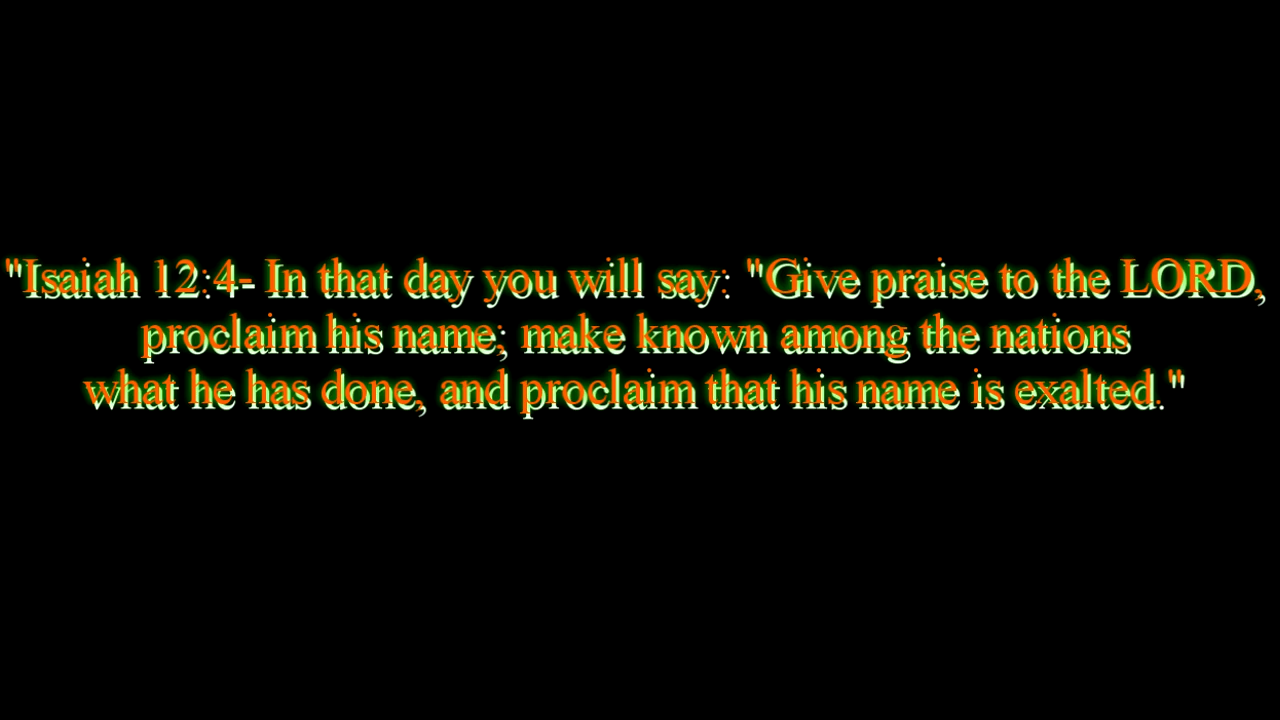 "Isaiah 12:4- In that day you will say: "Give praise to the LORD,
proclaim his name; make known among the nations
what he has done, and proclaim that his name is exalted."